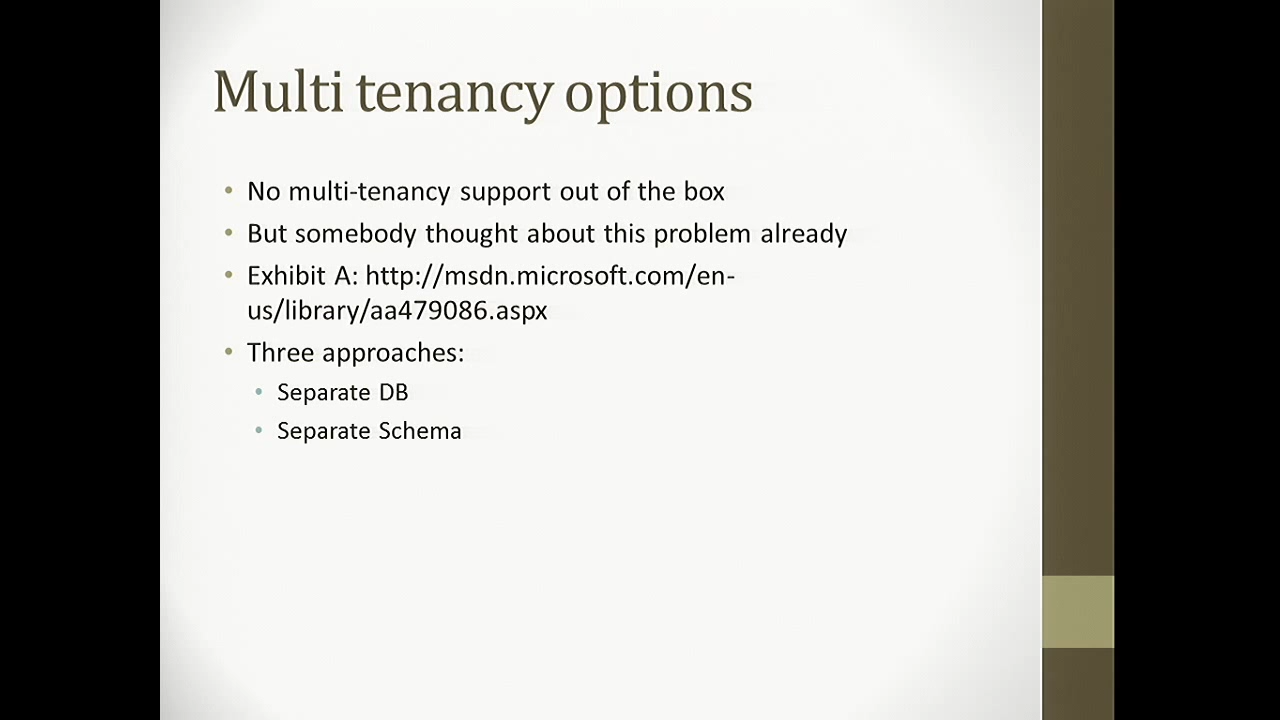 Multi tenancy options
• No multi-tenancy support out of the box
• But somebody thought about this problem already
• Exhibit A: http://msdn.microsoft.com/en-
us/library/aa479086.aspx
• Three approaches:
• Separate DB
• Separate Schema